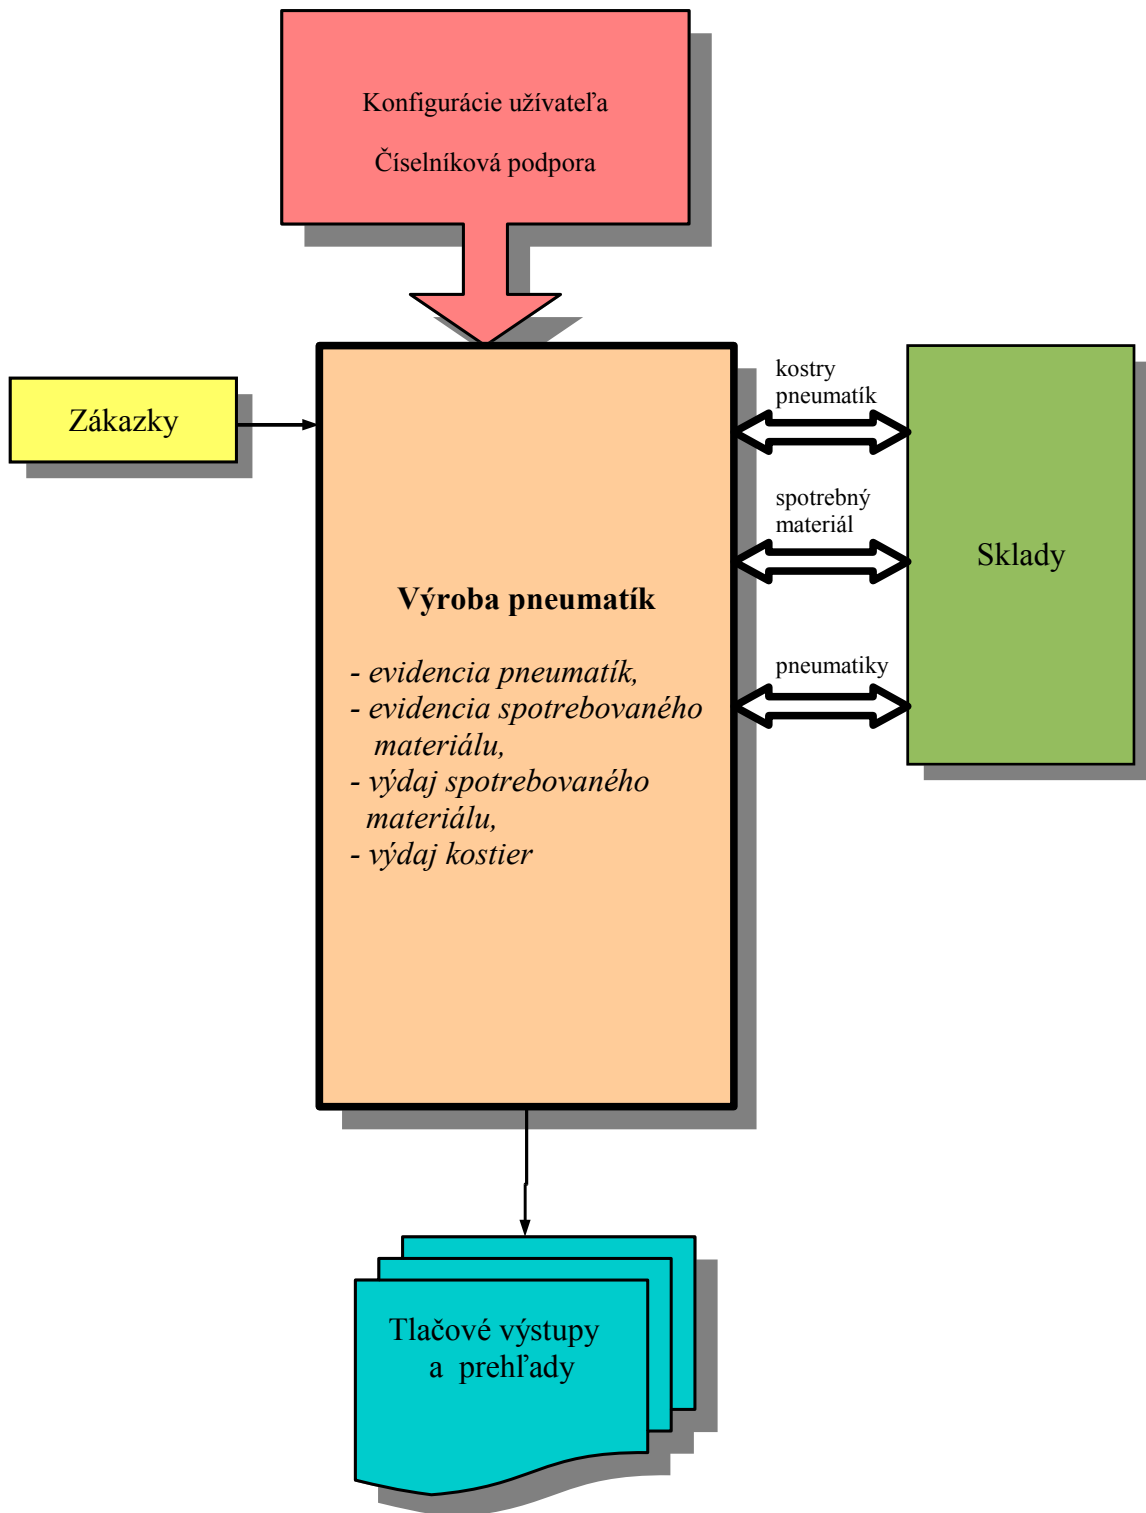 Konfigurácie užívateľa
Číselníková podpora
Zákazky
kostry
pneumatík
spotrebný
materiál
Sklady
pneumatiky
Výroba pneumatík
- evidencia pneumatík,
- evidencia spotrebovaného
materiálu,
- výdaj spotrebovaného
materiálu,
- výdaj kostier
Tlačové výstupy
a prehľady